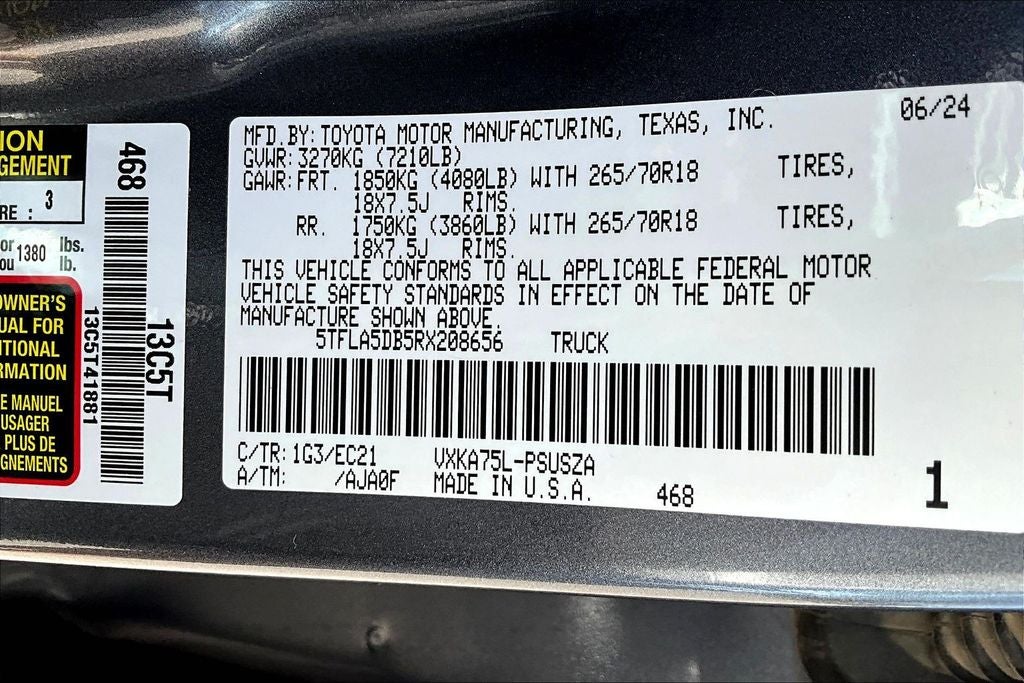 ION
GEMENT
RE : 3
or 1380 lbs.
ou lb.
OWNER'S
UAL FOR
ITIONAL
RMATION
E MANUEL
USAGER
PLUS DE
GNEMENTS
468
13C5T41881
13C5T
06/24
MFD.BY:TOYOTA MOTOR MANUFACTURING, TEXAS, INC.
GVWR:3270KG (7210LB)
GAWR:FRT. 1850KG (4080LB) WITH 265/70R18 TIRES,
18X7.5J RIMS.
RR. 1750KG (3860LB) WITH 265/70R18 TIRES,
18X7.5J RIMS.
THIS VEHICLE CONFORMS TO ALL APPLICABLE FEDERAL MOTOR
VEHICLE SAFETY STANDARDS IN EFFECT ON THE DATE OF
MANUFACTURE SHOWN ABOVE.
5TFLA5DB5RX208656 TRUCK
C/TR:1G3/EC21 VXKA75L-PSUSZA
A/TM: /AJA0F MADE IN U.S.A. 468
1